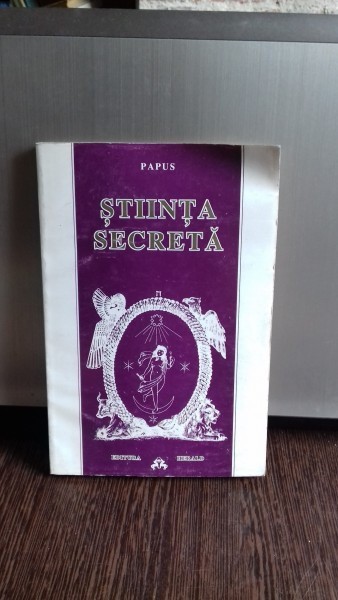 PAPUS
ȘTIINȚA
SECRETĂ
EDITURA HERALD